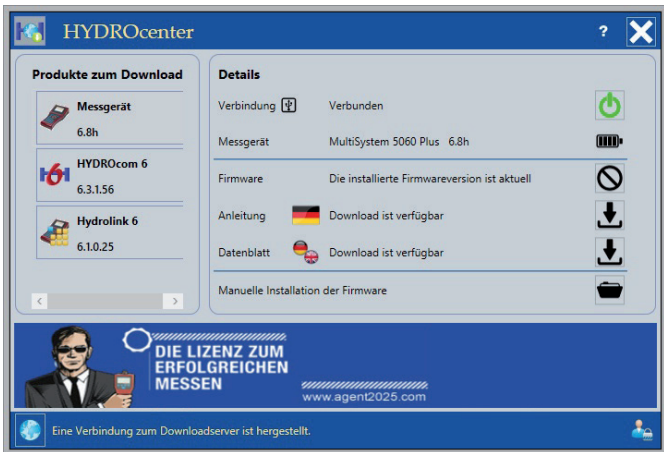 HYDROcenter
?
Produkte zum Download
Messgerät
6.8h
HYDROcom 6
6.3.1.56
Hydrolink 6
6.1.0.25
Details
Verbindung Verbunden
Messgerät MultiSystem 5060 Plus 6.8h
Firmware Die installierte Firmwareversion ist aktuell
Anleitung Download ist verfügbar
Datenblatt Download ist verfügbar
Manuelle Installation der Firmware
DIE LIZENZ ZUM
ERFOLGREICHEN
MESSEN
www.agent2025.com
Eine Verbindung zum Downloadserver ist hergestellt.